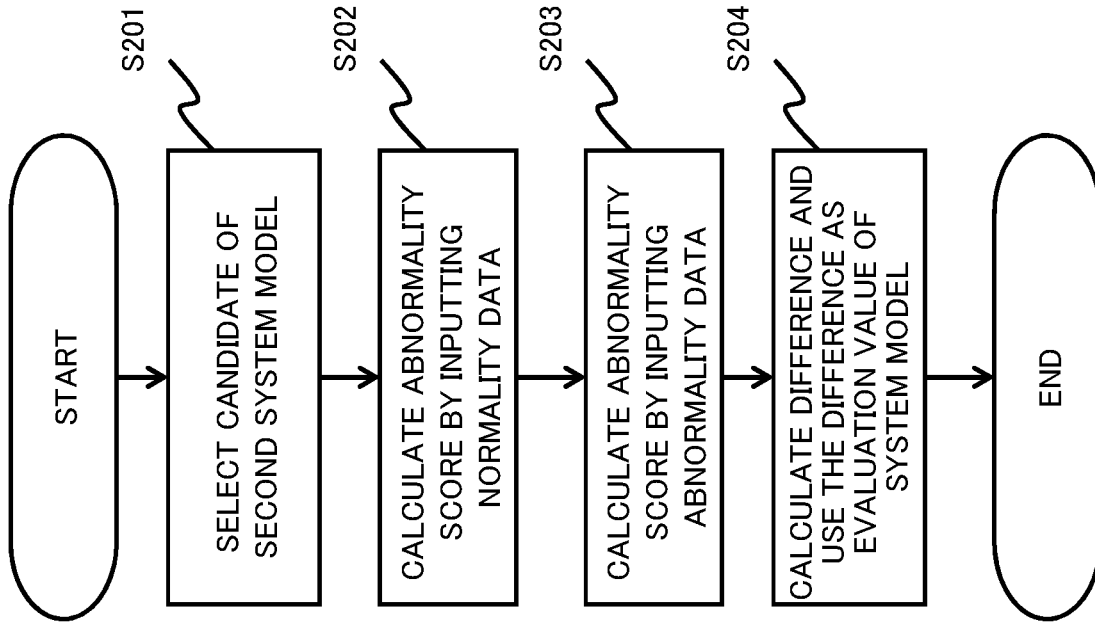 START
S201
SELECT CANDIDATE OF
SECOND SYSTEM MODEL
S202
CALCULATE ABNORMALITY
SCORE BY INPUTTING
NORMALITY DATA
S203
CALCULATE ABNORMALITY
SCORE BY INPUTTING
ABNORMALITY DATA
S204
CALCULATE DIFFERENCE AND
USE THE DIFFERENCE AS
EVALUATION VALUE OF
SYSTEM MODEL
END